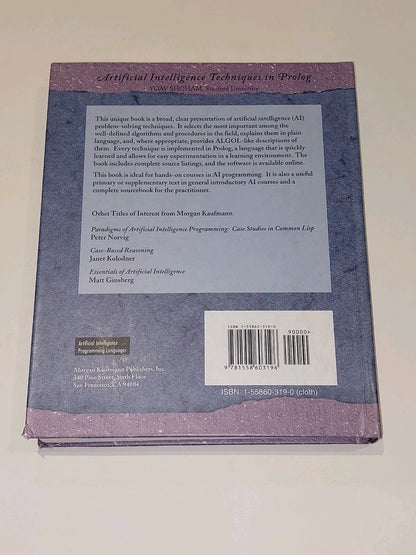 Artificial Intelligence Techniques in Prolog
YOAV SHOHAM, Stanford University
This unique book is a broad, clear presentation of artificial intelligence (AI)
problem-solving techniques. It selects the most important among the
well-defined algorithms and procedures in the field, explains them in plain
language, and, where appropriate, provides ALGOL-like descriptions of
them. Every technique is implemented in Prolog, a language that is quickly
learned and allows for easy experimentation in a learning environment. The
book includes complete source listings, and the software is available online.
This book is ideal for hands-on courses in AI programming. It is also a useful
primary or supplementary text in general introductory AI courses and a
complete sourcebook for the practitioner.
Other Titles of Interest from Morgan Kaufmann
Paradigms of Artificial Intelligence Programming: Case Studies in Common Lisp
Peter Norvig
Case-Based Reasoning
Janet Kolodner
Essentials of Artificial Intelligence
Matt Ginsberg
Artificial Intelligence
Programming Languages
Morgan Kaufmann Publishers, Inc.
340 Pine Street, Sixth Floor
San Francisco, CA 94104
ISBN 1-55860-319-0
90000>
9 781558 603196
ISBN 1-55860-319-0 (cloth)